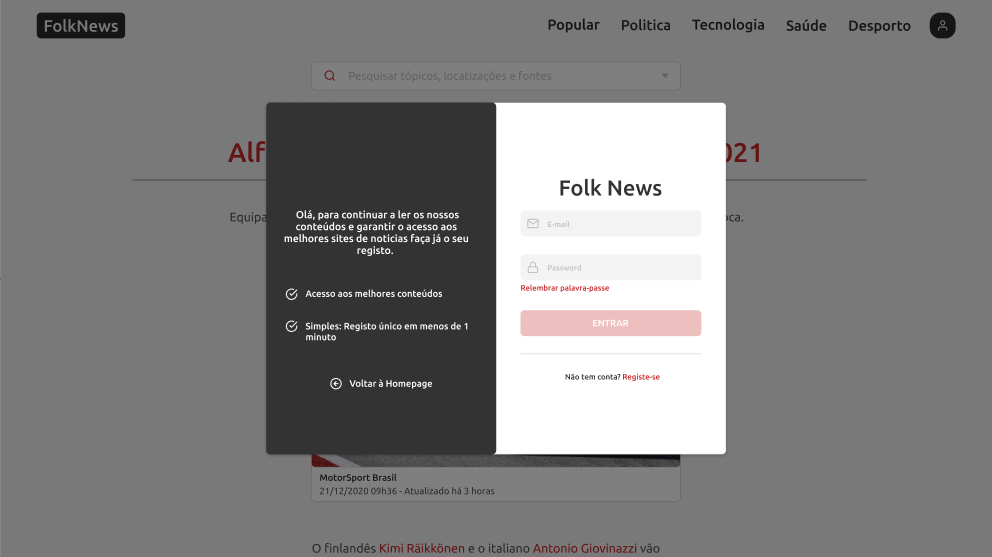 FolkNews
Popular Politica Tecnologia Saúde Desporto
Pesquisar tópicos, locatizações e fontes
Alf 021
Equipa oca.
Olá, para continuar a ler os nossos
conteúdos e garantir o acesso aos
melhores sites de noticias faça já o seu
registo.
Acesso aos melhores conteúdos
Simples: Registo único em menos de 1
minuto
Voltar à Homepage
Folk News
E-mail
Password
Relembrar palavra-passe
ENTRAR
Não tem conta? Registe-se
MotorSport Brasil
21/12/2020 09h36 - Atualizado há 3 horas
O finlandês Kimi Räikkönen e o italiano Antonio Giovinazzi vão